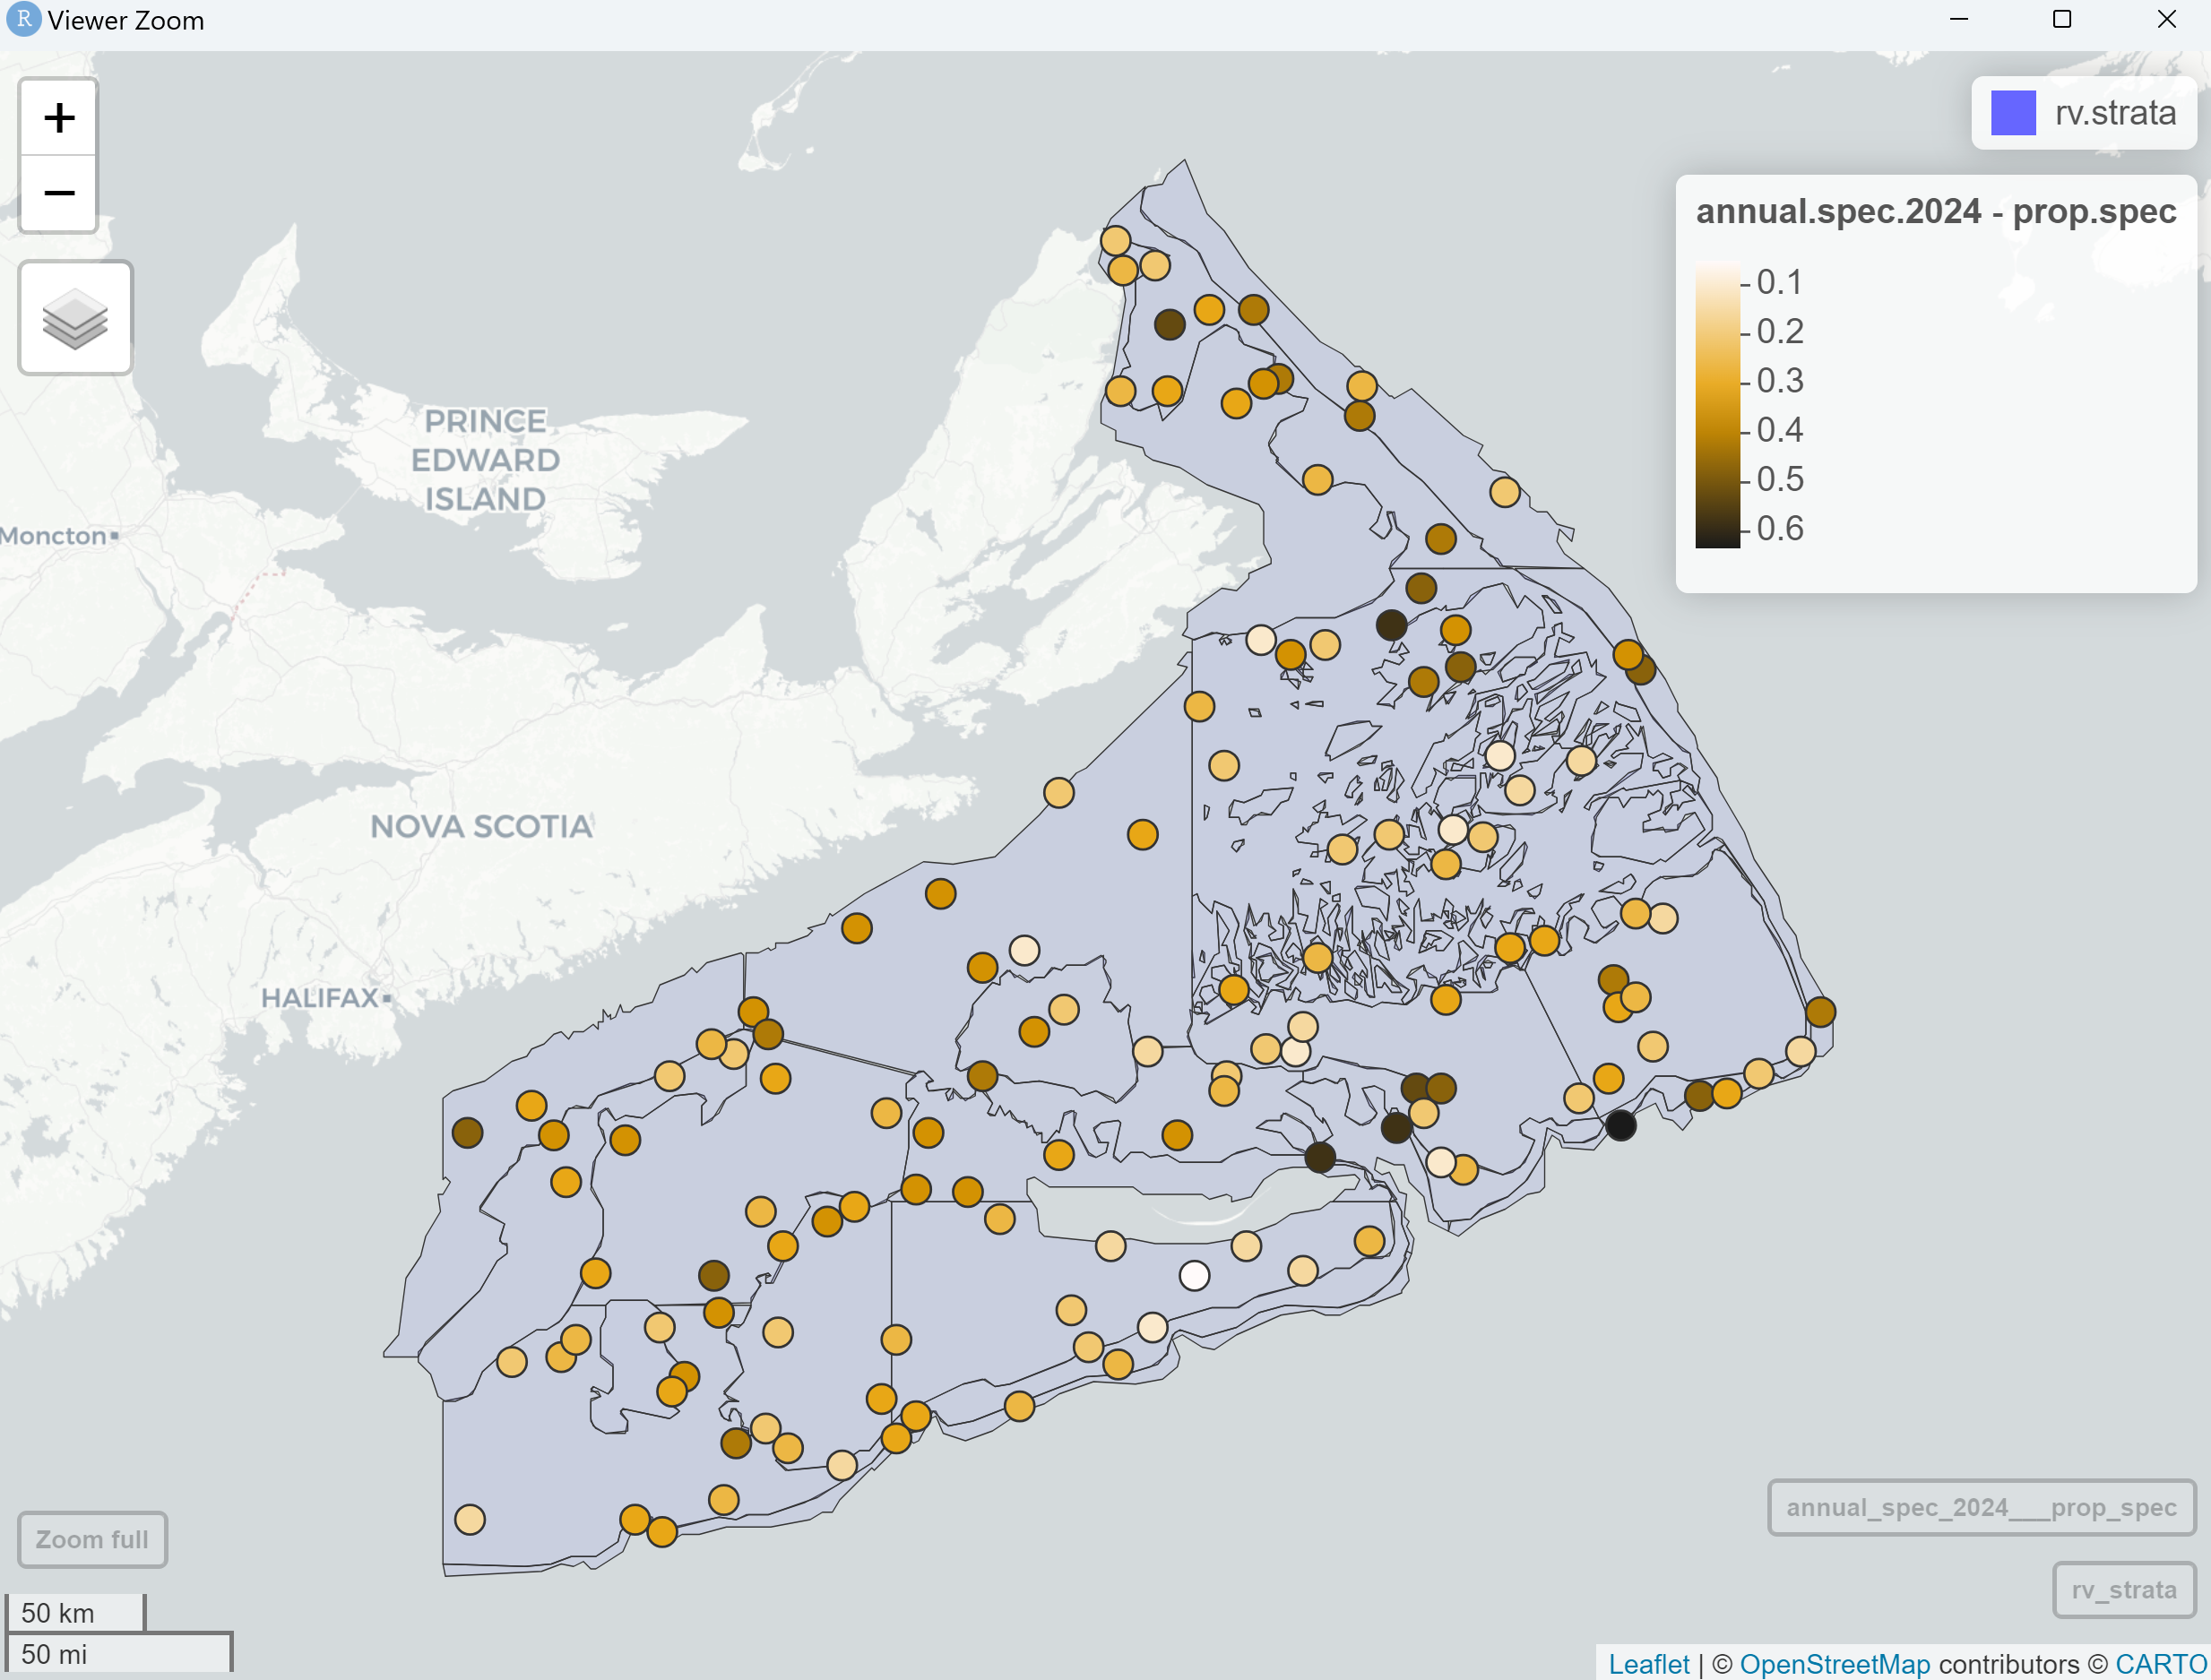 R Viewer Zoom
+
−
rv.strata
annual.spec.2024 - prop.spec
0.1
0.2
0.3
0.4
0.5
0.6
PRINCE
EDWARD
ISLAND
Moncton
NOVA SCOTIA
HALIFAX
annual_spec_2024___prop_spec
Zoom full
rv_strata
50 km
50 mi
Leaflet | © OpenStreetMap contributors © CARTO